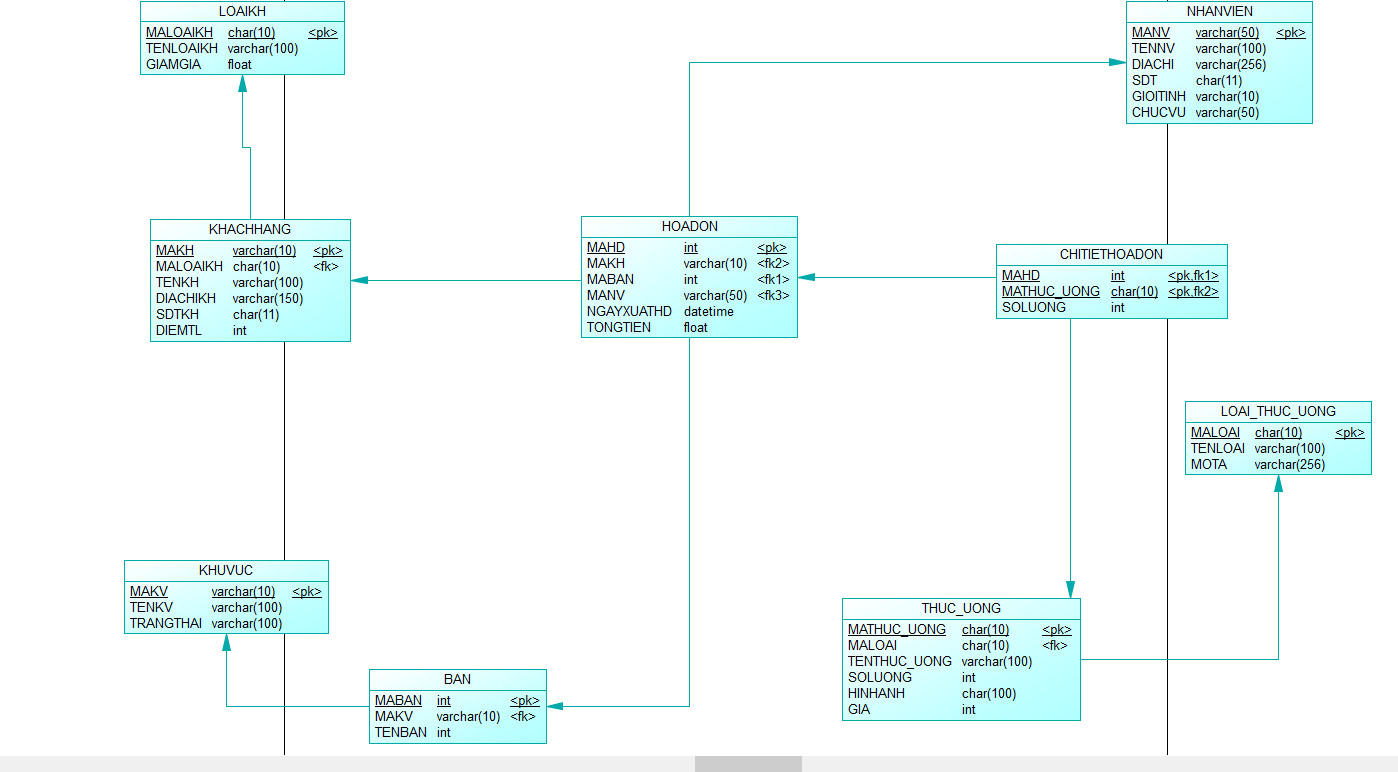 LOAIKH
MALOAIKH char(10) <pk>
TENLOAIKH varchar(100)
GIAMGIA float
NHANVIEN
MANV varchar(50) <pk>
TENNV varchar(100)
DIACHI varchar(256)
SDT char(11)
GIOITINH varchar(10)
CHUCVU varchar(50)
KHACHHANG
MAKH varchar(10) <pk>
MALOAIKH char(10) <fk>
TENKH varchar(100)
DIACHIKH varchar(150)
SDTKH char(11)
DIEMTL int
HOADON
MAHD int <pk>
MAKH varchar(10) <fk2>
MABAN int <fk1>
MANV varchar(50) <fk3>
NGAYXUATHD datetime
TONGTIEN float
CHITIETHOADON
MAHD int <pk,fk1>
MATHUC_UONG char(10) <pk,fk2>
SOLUONG int
LOAI_THUC_UONG
MALOAI char(10) <pk>
TENLOAI varchar(100)
MOTA varchar(256)
KHUVUC
MAKV varchar(10) <pk>
TENKV varchar(100)
TRANGTHAI varchar(100)
THUC_UONG
MATHUC_UONG char(10) <pk>
MALOAI char(10) <fk>
TENTHUC_UONG varchar(100)
SOLUONG int
HINHANH char(100)
GIA int
BAN
MABAN int <pk>
MAKV varchar(10) <fk>
TENBAN int